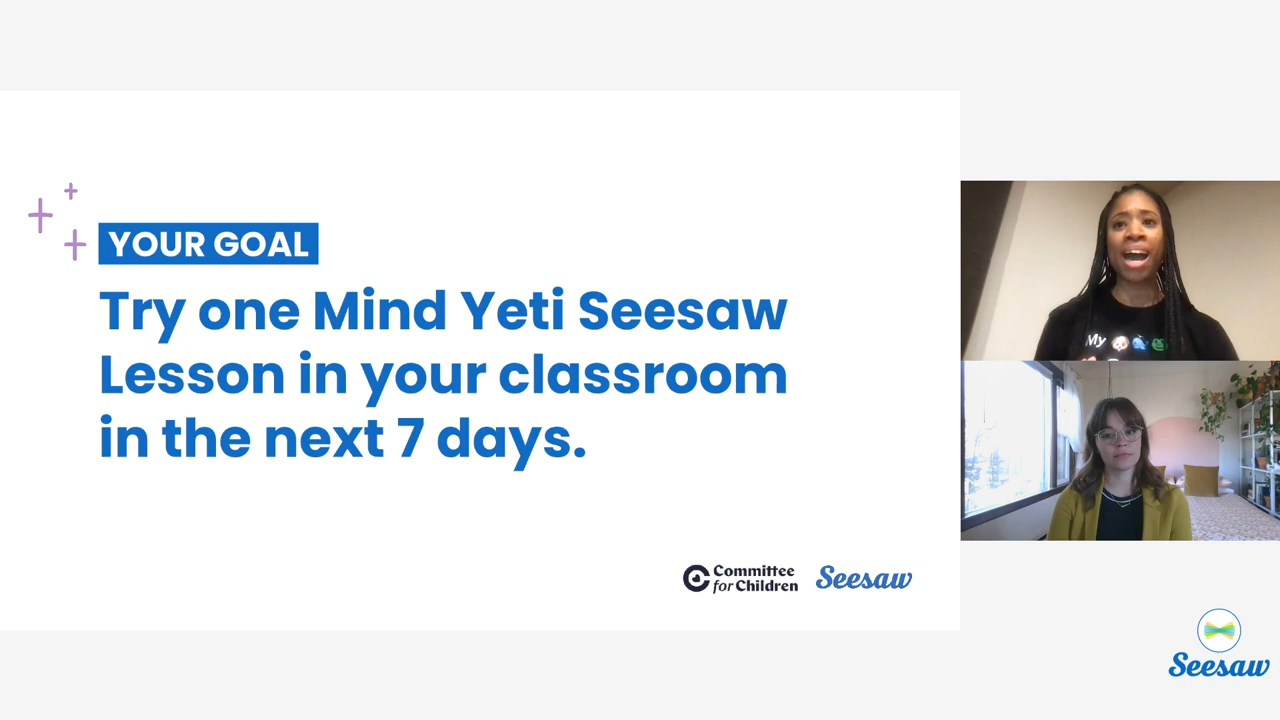 YOUR GOAL
Try one Mind Yeti Seesaw
Lesson in your classroom
in the next 7 days.
Committee
for Children
Seesaw
My
Seesaw